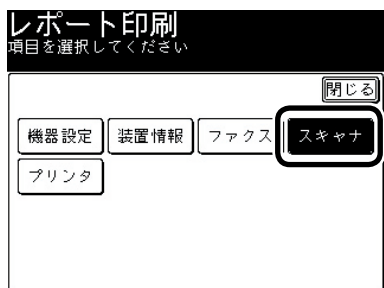 レポート印刷
項目を選択してください
閉じる
機器設定 装置情報 ファクス スキャナ
プリンタ